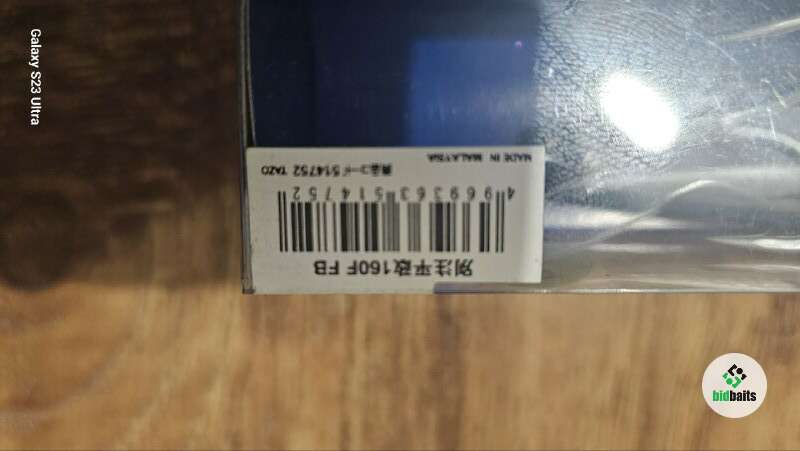 別注平政160F FB
4 969363 514752
商品コード514752 TAZO
MADE IN MALAYSIA
Galaxy S23 Ultra
bidbaits